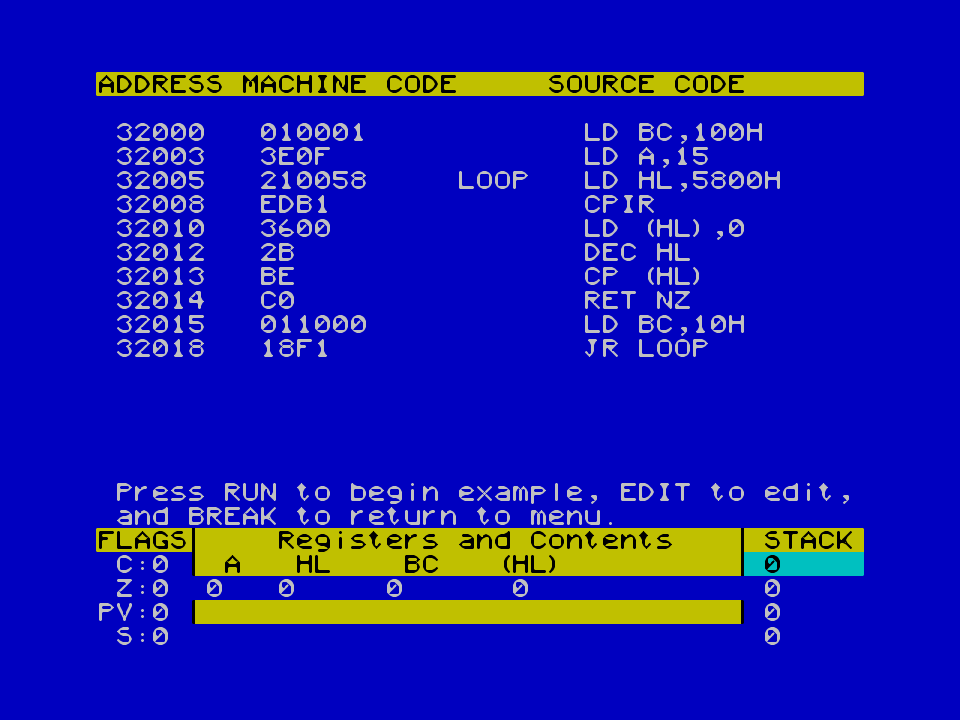 ADDRESS MACHINE CODE SOURCE CODE
32000 010001 LD BC,100H
32003 3E0F LD A,15
32005 210058 LOOP LD HL,5800H
32008 EDB1 CPIR
32010 3600 LD (HL),0
32012 2B DEC HL
32013 BE CP (HL)
32014 C0 RET NZ
32015 011000 LD BC,10H
32018 18F1 JR LOOP
Press RUN to begin example, EDIT to edit,
and BREAK to return to menu.
FLAGS Registers and Contents STACK
C:0 A HL BC (HL) 0
Z:0 0 0 0 0 0
PV:0 0
S:0 0